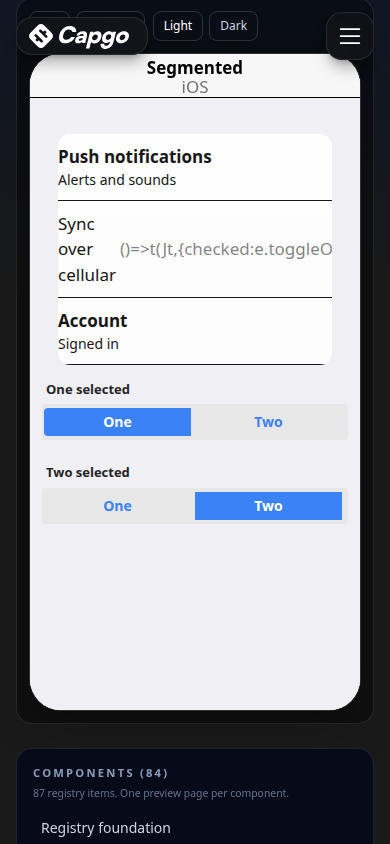 Capgo
Light
Dark
Segmented
iOS
Push notifications
Alerts and sounds
Sync
over
cellular
()=>t(Jt,{checked:e.toggleO
Account
Signed in
One selected
One
Two
Two selected
One
Two
COMPONENTS (84)
87 registry items. One preview page per component.
Registry foundation